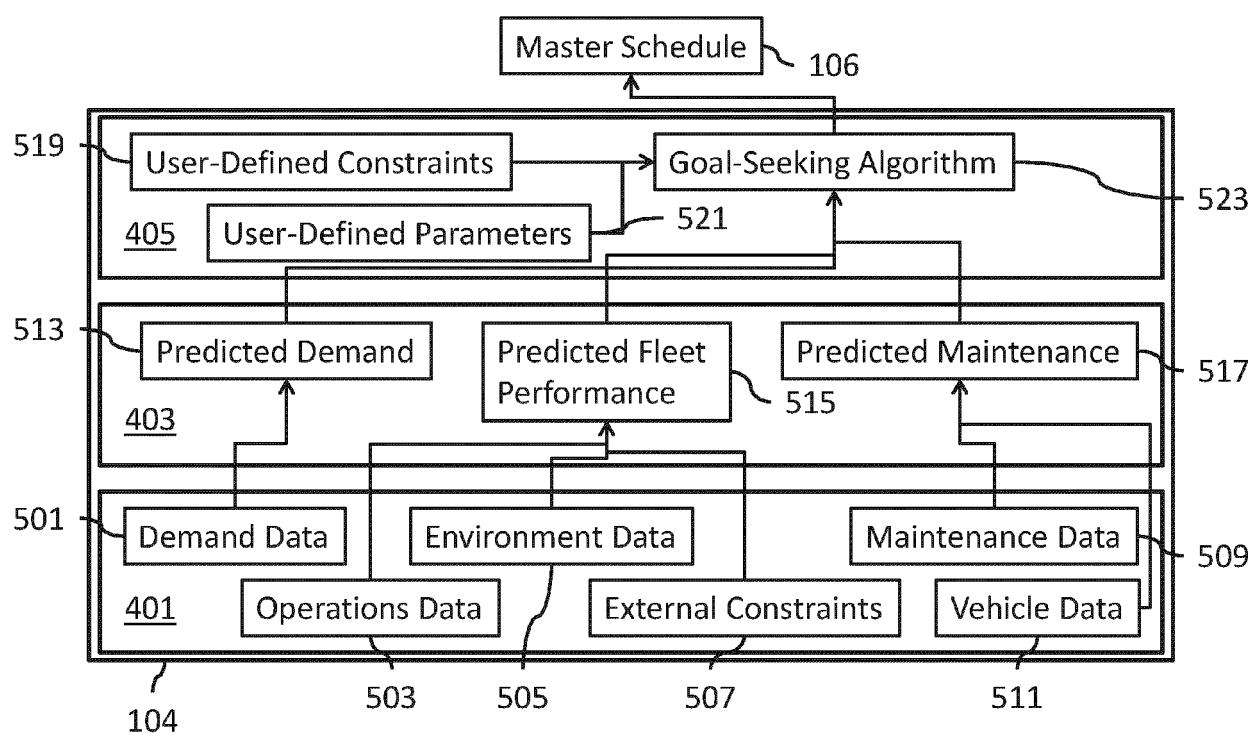 Master Schedule
106
519
User-Defined Constraints
Goal-Seeking Algorithm
523
405
User-Defined Parameters
521
513
Predicted Demand
Predicted Fleet
Performance
515
Predicted Maintenance
517
403
501
Demand Data
Environment Data
Maintenance Data
509
401
Operations Data
External Constraints
Vehicle Data
104
503
505
507
511